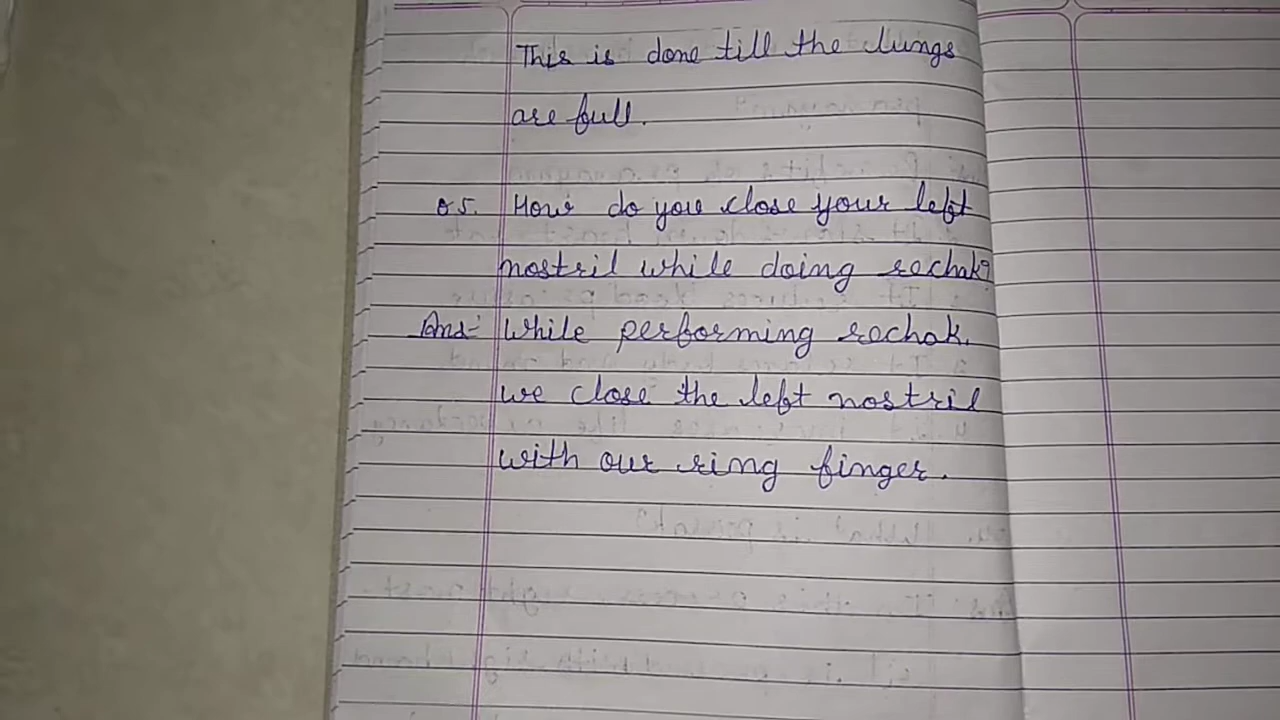 This is done till the lungs
are full.
Q5. How do you close your left
nostril while doing rechak?
Ans- While performing rechak,
we close the left nostril
with our ring finger.